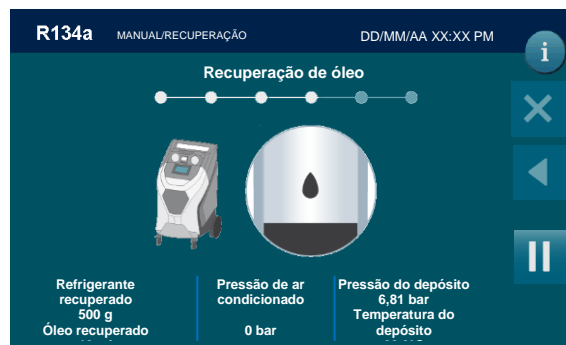 R134a MANUAL/RECUPERAÇÃO DD/MM/AA XX:XX PM
i
Recuperação de óleo
Refrigerante
recuperado
500 g
Óleo recuperado
Pressão de ar
condicionado
0 bar
Pressão do depósito
6,81 bar
Temperatura do
depósito